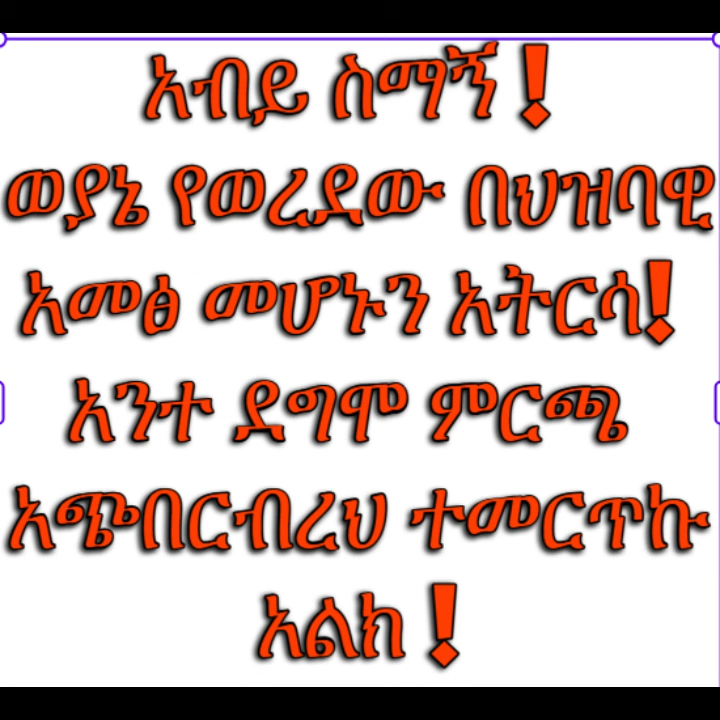 አብይ ስማኝ !
ወያኔ የወረደው በህዝባዊ
አመፅ መሆኑን አትርሳ!
አንተ ደግሞ ምርጫ
አጭበርብረህ ተመርጥኩ
አልክ !